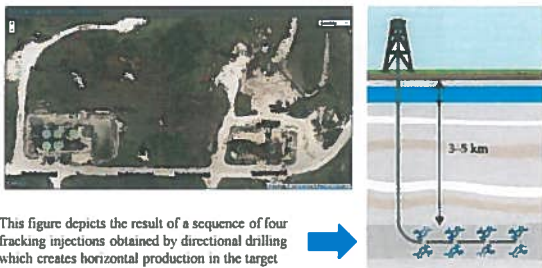 3-5 km
This figure depicts the result of a sequence of four
fracking injections obtained by directional drilling
which creates horizontal production in the target